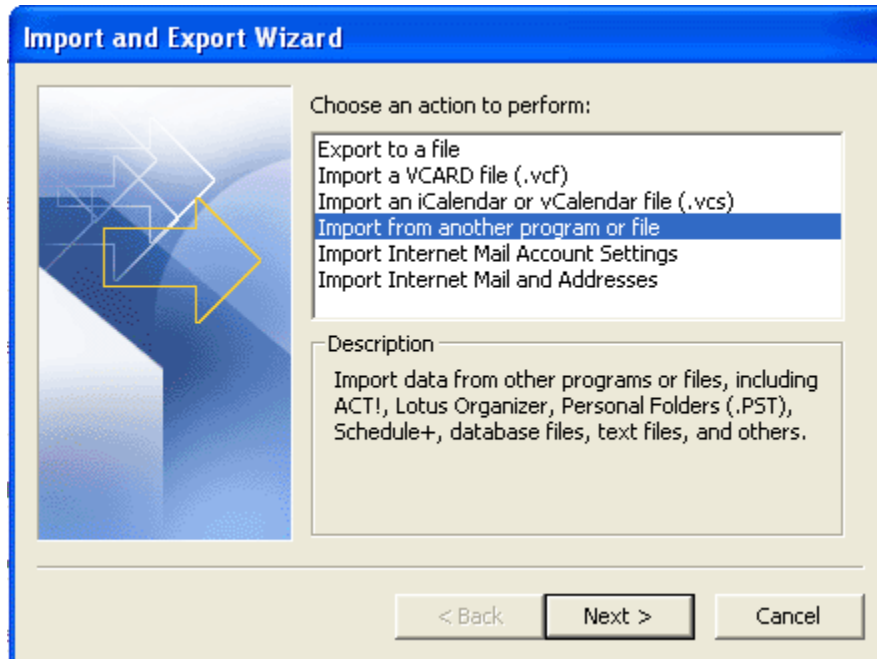 Import and Export Wizard
Choose an action to perform:
Export to a file
Import a VCARD file (.vcf)
Import an iCalendar or vCalendar file (.vcs)
Import from another program or file
Import Internet Mail Account Settings
Import Internet Mail and Addresses
Description
Import data from other programs or files, including
ACT!, Lotus Organizer, Personal Folders (.PST),
Schedule+, database files, text files, and others.
< Back Next > Cancel